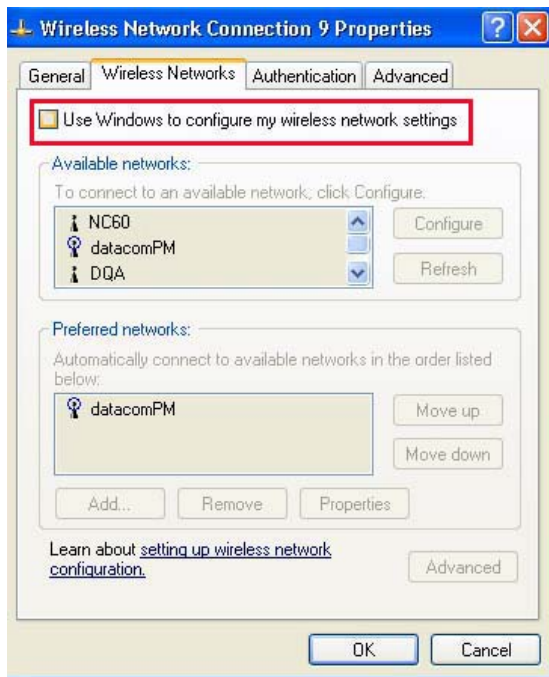 Wireless Network Connection 9 Properties
General Wireless Networks Authentication Advanced
Use Windows to configure my wireless network settings
Available networks:
To connect to an available network, click Configure.
NC60
datacomPM
DQA
Configure
Refresh
Preferred networks:
Automatically connect to available networks in the order listed
below:
datacomPM
Move up
Move down
Add... Remove Properties
Learn about setting up wireless network
configuration.
Advanced
OK Cancel